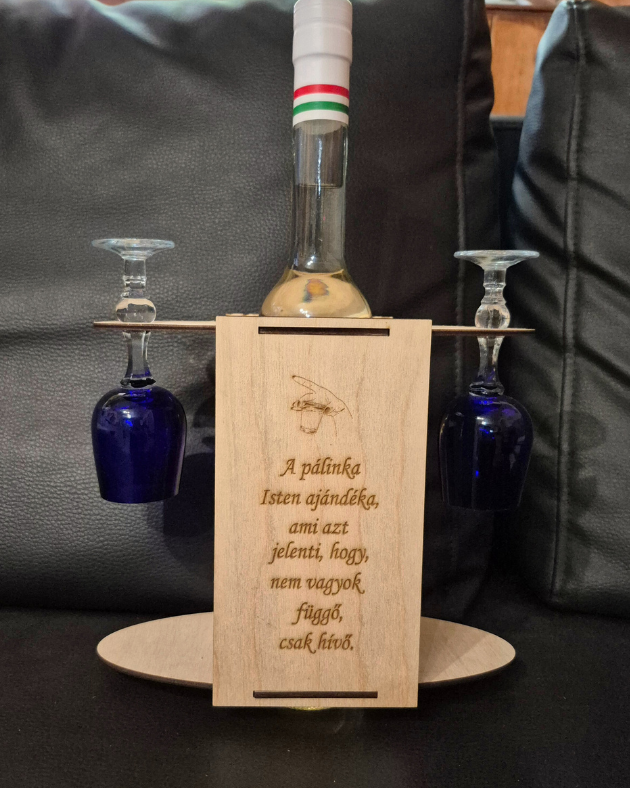 A pálinka
Isten ajándéka,
ami azt
jelenti, hogy,
nem vagyok
függő,
csak hívő.